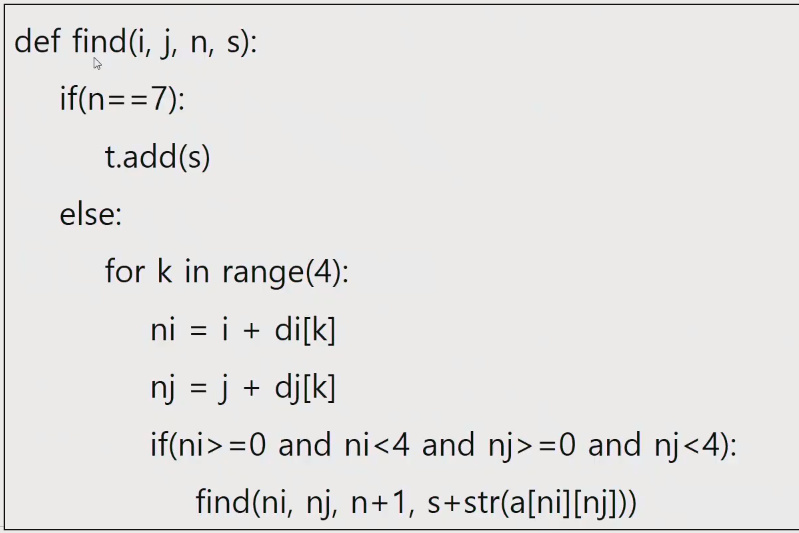 def find(i, j, n, s):
if(n==7):
t.add(s)
else:
for k in range(4):
ni = i + di[k]
nj = j + dj[k]
if(ni>=0 and ni<4 and nj>=0 and nj<4):
find(ni, nj, n+1, s+str(a[ni][nj]))